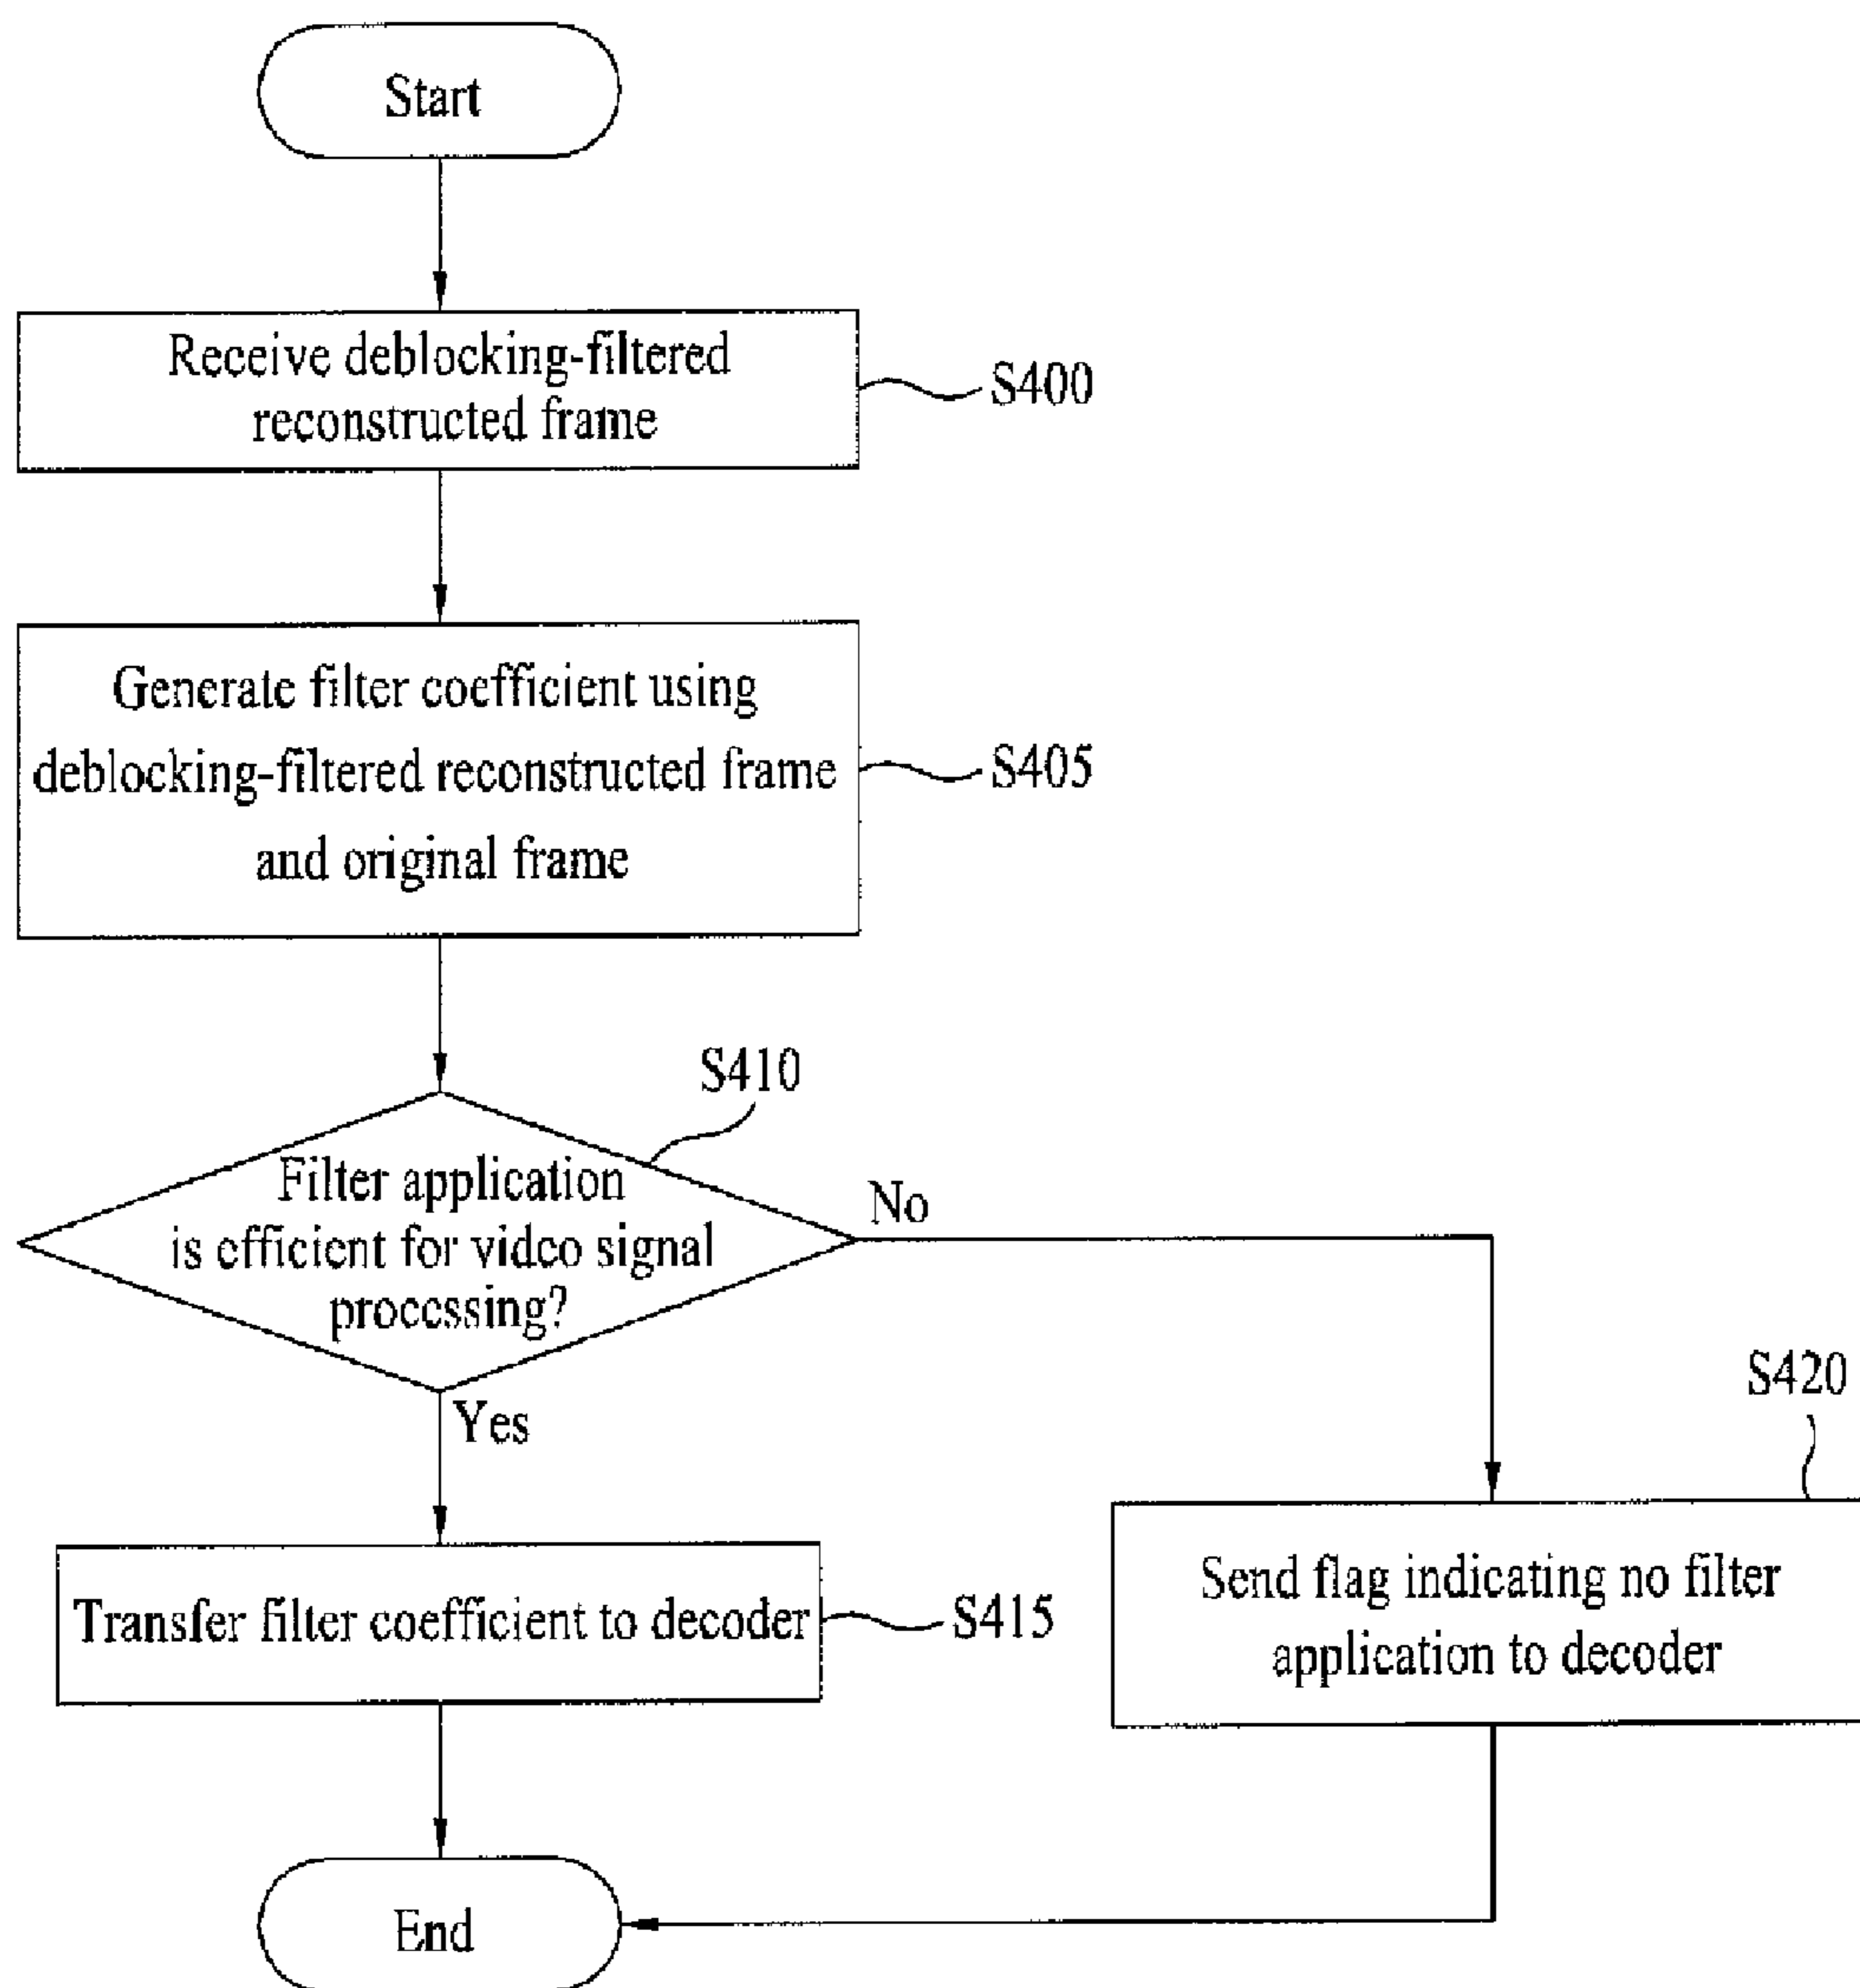 Start
Receive deblocking-filtered
reconstructed frame
S400
Generate filter coefficient using
deblocking-filtered reconstructed frame
and original frame
S405
S410
Filter application
is efficient for video signal
processing?
No
Yes
S420
Transfer filter coefficient to decoder
S415
Send flag indicating no filter
application to decoder
End